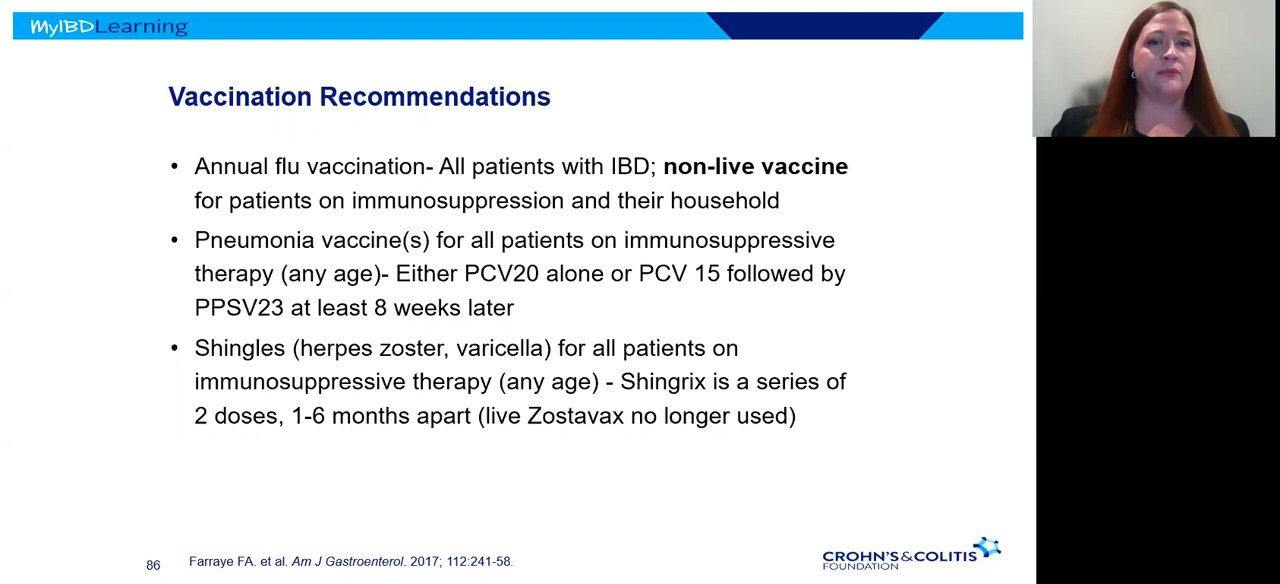 MyIBDLearning
Vaccination Recommendations
• Annual flu vaccination- All patients with IBD; non-live vaccine
for patients on immunosuppression and their household
• Pneumonia vaccine(s) for all patients on immunosuppressive
therapy (any age)- Either PCV20 alone or PCV 15 followed by
PPSV23 at least 8 weeks later
• Shingles (herpes zoster, varicella) for all patients on
immunosuppressive therapy (any age) - Shingrix is a series of
2 doses, 1-6 months apart (live Zostavax no longer used)
86
Farraye FA. et al. Am J Gastroenterol. 2017; 112:241-58.
CROHN'S & COLITIS
FOUNDATION